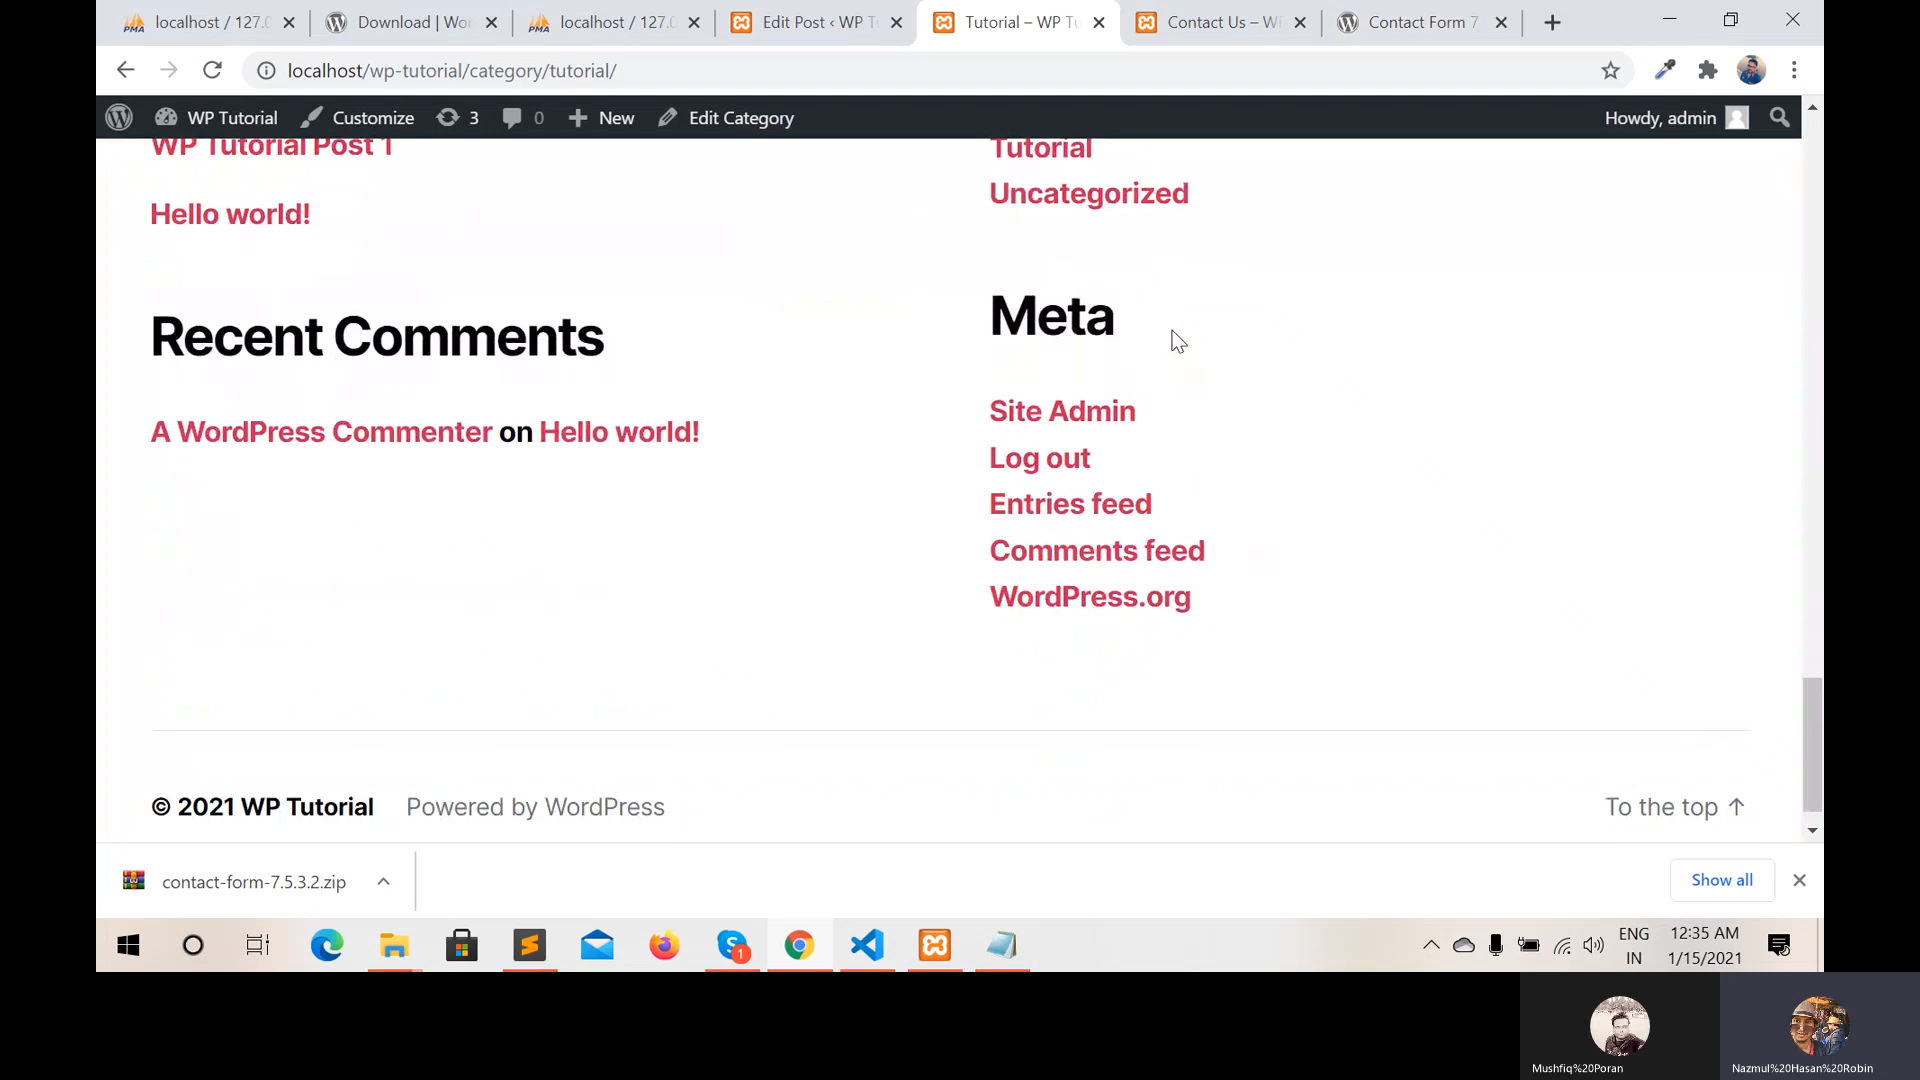 localhost / 127.0
Download | Wo
localhost / 127.0
Edit Post ‹ WP T
Tutorial – WP Tu
Contact Us – W
Contact Form 7
localhost/wp-tutorial/category/tutorial/
WP Tutorial
Customize
3
0
New
Edit Category
Howdy, admin
WP Tutorial Post 1
Hello world!
Tutorial
Uncategorized
Recent Comments
A WordPress Commenter on Hello world!
Meta
Site Admin
Log out
Entries feed
Comments feed
WordPress.org
© 2021 WP Tutorial
Powered by WordPress
To the top ↑
contact-form-7.5.3.2.zip
Show all
1
ENG
IN
12:35 AM
1/15/2021
Mushfiq%20Poran
Nazmul%20Hasan%20Robin